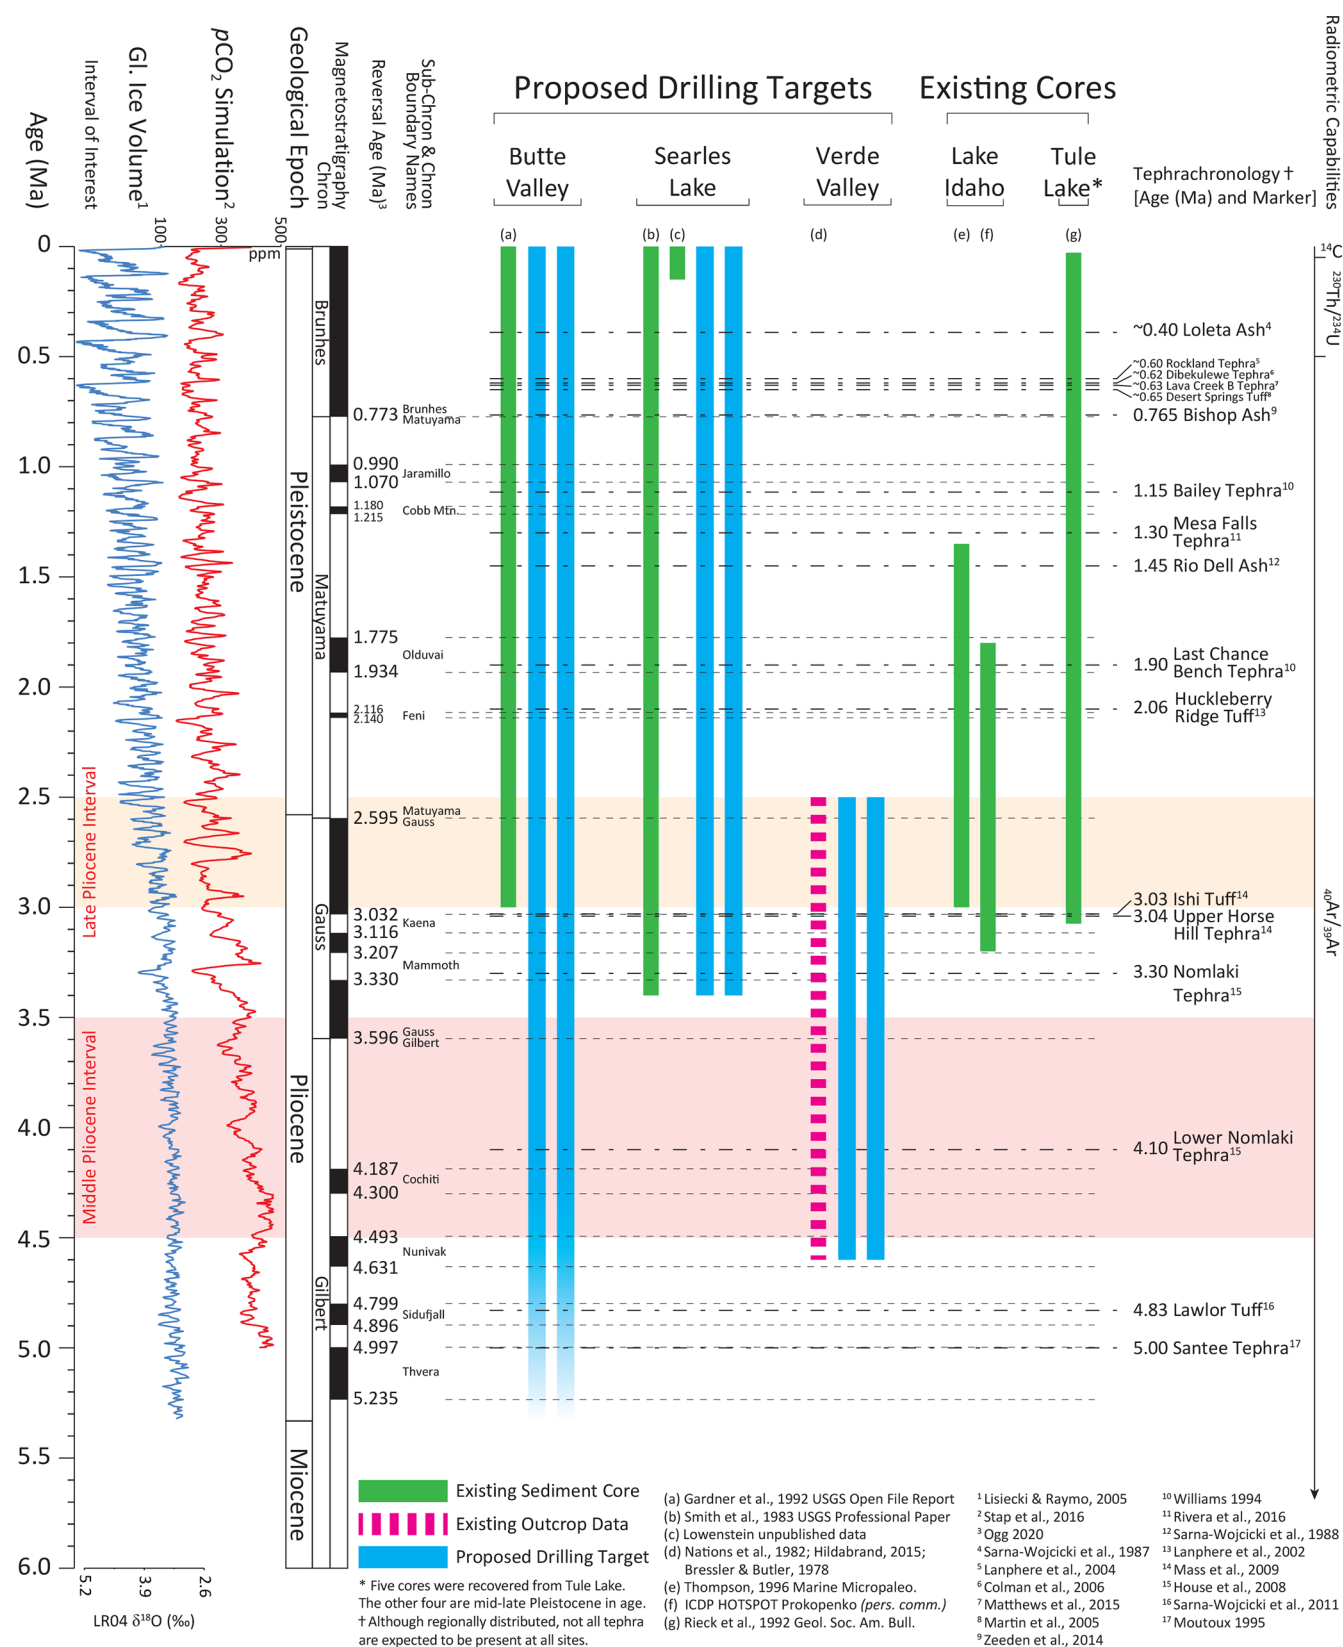 Age (Ma)
Interval of Interest
Gl. Ice Volume1
pCO2 Simulation2
Geological Epoch
Magnetostratigraphy
Chron
Reversal Age (Ma)3
Sub-Chron & Chron
Boundary Names
Proposed Drilling Targets
Existing Cores
Butte
Valley
Searles
Lake
Verde
Valley
Lake
Idaho
Tule
Lake*
Tephrachronology †
[Age (Ma) and Marker]
Radiometric Capabilities
100
300
500
ppm
(a)
(b)
(c)
(d)
(e)
(f)
(g)
0
0.5
1.0
1.5
2.0
2.5
3.0
3.5
4.0
4.5
5.0
5.5
6.0
Late Pliocene Interval
Middle Pliocene Interval
Pleistocene
Pliocene
Miocene
Brunhes
Matuyama
Gauss
Gilbert
0.773
Brunhes
Matuyama
0.990
Jaramillo
1.070
1.180
Cobb Mtn.
1.215
1.775
Olduvai
1.934
2.116
Feni
2.140
2.595
Matuyama
Gauss
3.032
Kaena
3.116
3.207
Mammoth
3.330
3.596
Gauss
Gilbert
4.187
Cochiti
4.300
4.493
Nunivak
4.631
4.799
Sidufjall
4.896
4.997
Thvera
5.235
~0.40 Loleta Ash4
~0.60 Rockland Tephra5
~0.62 Dibekulewe Tephra6
~0.63 Lava Creek B Tephra7
~0.65 Desert Springs Tuff8
0.765 Bishop Ash9
1.15 Bailey Tephra10
1.30 Mesa Falls
Tephra11
1.45 Rio Dell Ash12
1.90 Last Chance
Bench Tephra10
2.06 Huckleberry
Ridge Tuff13
3.03 Ishi Tuff14
3.04 Upper Horse
Hill Tephra14
3.30 Nomlaki
Tephra15
4.10 Lower Nomlaki
Tephra15
4.83 Lawlor Tuff16
5.00 Santee Tephra17
14C
230Th/234U
40Ar/39Ar
5.2
3.9
2.6
LR04 δ18O (‰)
Existing Sediment Core
Existing Outcrop Data
Proposed Drilling Target
* Five cores were recovered from Tule Lake.
The other four are mid-late Pleistocene in age.
† Although regionally distributed, not all tephra
are expected to be present at all sites.
(a) Gardner et al., 1992 USGS Open File Report
(b) Smith et al., 1983 USGS Professional Paper
(c) Lowenstein unpublished data
(d) Nations et al., 1982; Hildabrand, 2015;
Bressler & Butler, 1978
(e) Thompson, 1996 Marine Micropaleo.
(f) ICDP HOTSPOT Prokopenko (pers. comm.)
(g) Rieck et al., 1992 Geol. Soc. Am. Bull.
1 Lisiecki & Raymo, 2005
2 Stap et al., 2016
3 Ogg 2020
4 Sarna-Wojcicki et al., 1987
5 Lanphere et al., 2004
6 Colman et al., 2006
7 Matthews et al., 2015
8 Martin et al., 2005
9 Zeeden et al., 2014
10 Williams 1994
11 Rivera et al., 2016
12 Sarna-Wojcicki et al., 1988
13 Lanphere et al., 2002
14 Mass et al., 2009
15 House et al., 2008
16 Sarna-Wojcicki et al., 2011
17 Moutoux 1995